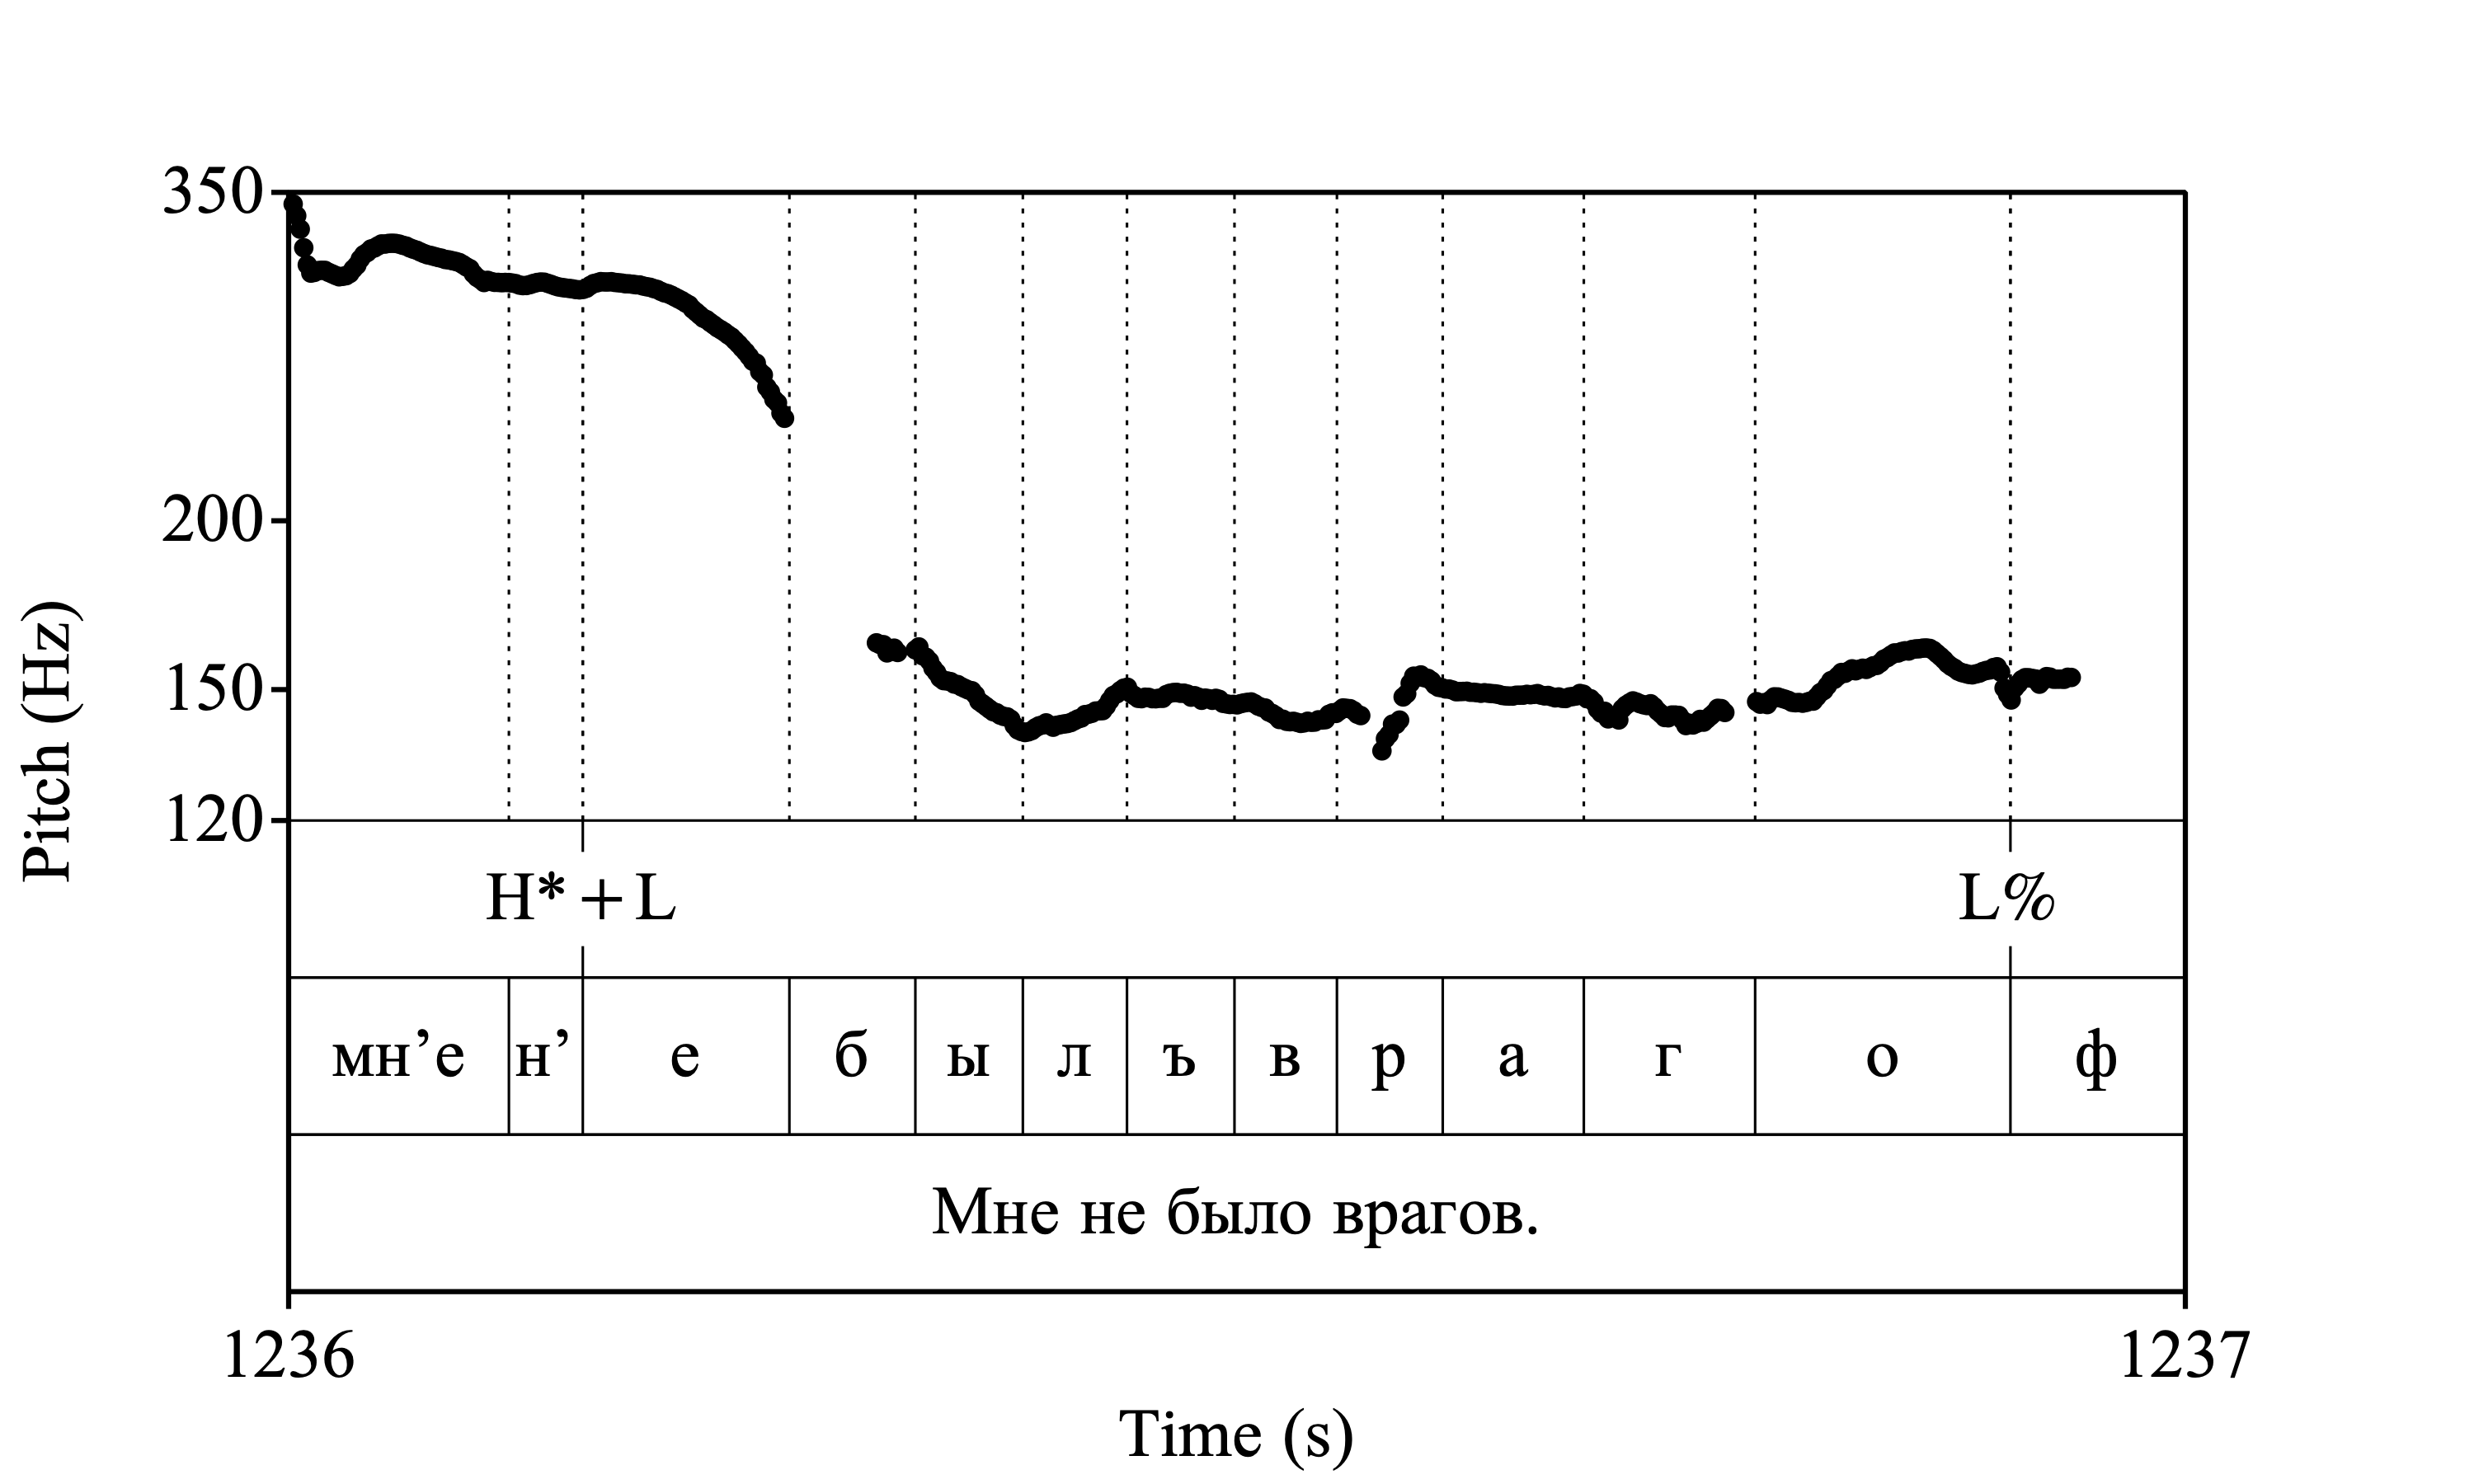 350
200
150
120
Pitch (Hz)
H*+L L%
мн’е н’ е б ы л ъ в р а г о ф
Мне не было врагов.
1236 1237
Time (s)